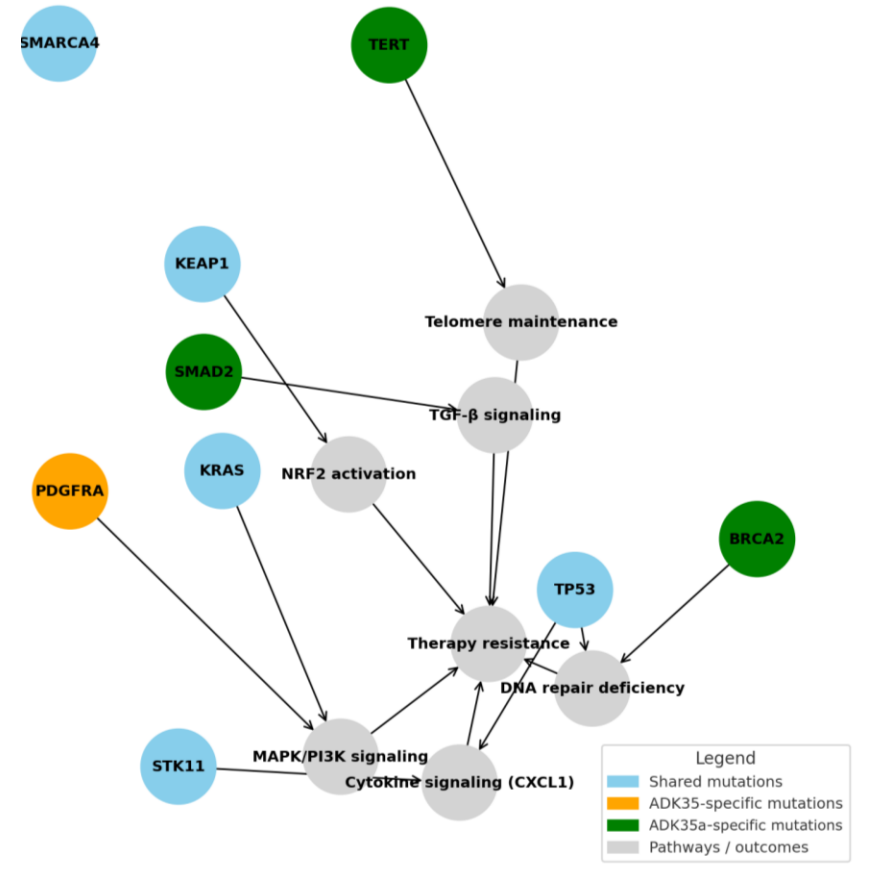 SMARCA4
TERT
KEAP1
Telomere maintenance
SMAD2
TGF-β signaling
KRAS
NRF2 activation
PDGFRA
BRCA2
TP53
Therapy resistance
DNA repair deficiency
MAPK/PI3K signaling
STK11
Cytokine signaling (CXCL1)
Legend
Shared mutations
ADK35-specific mutations
ADK35a-specific mutations
Pathways / outcomes